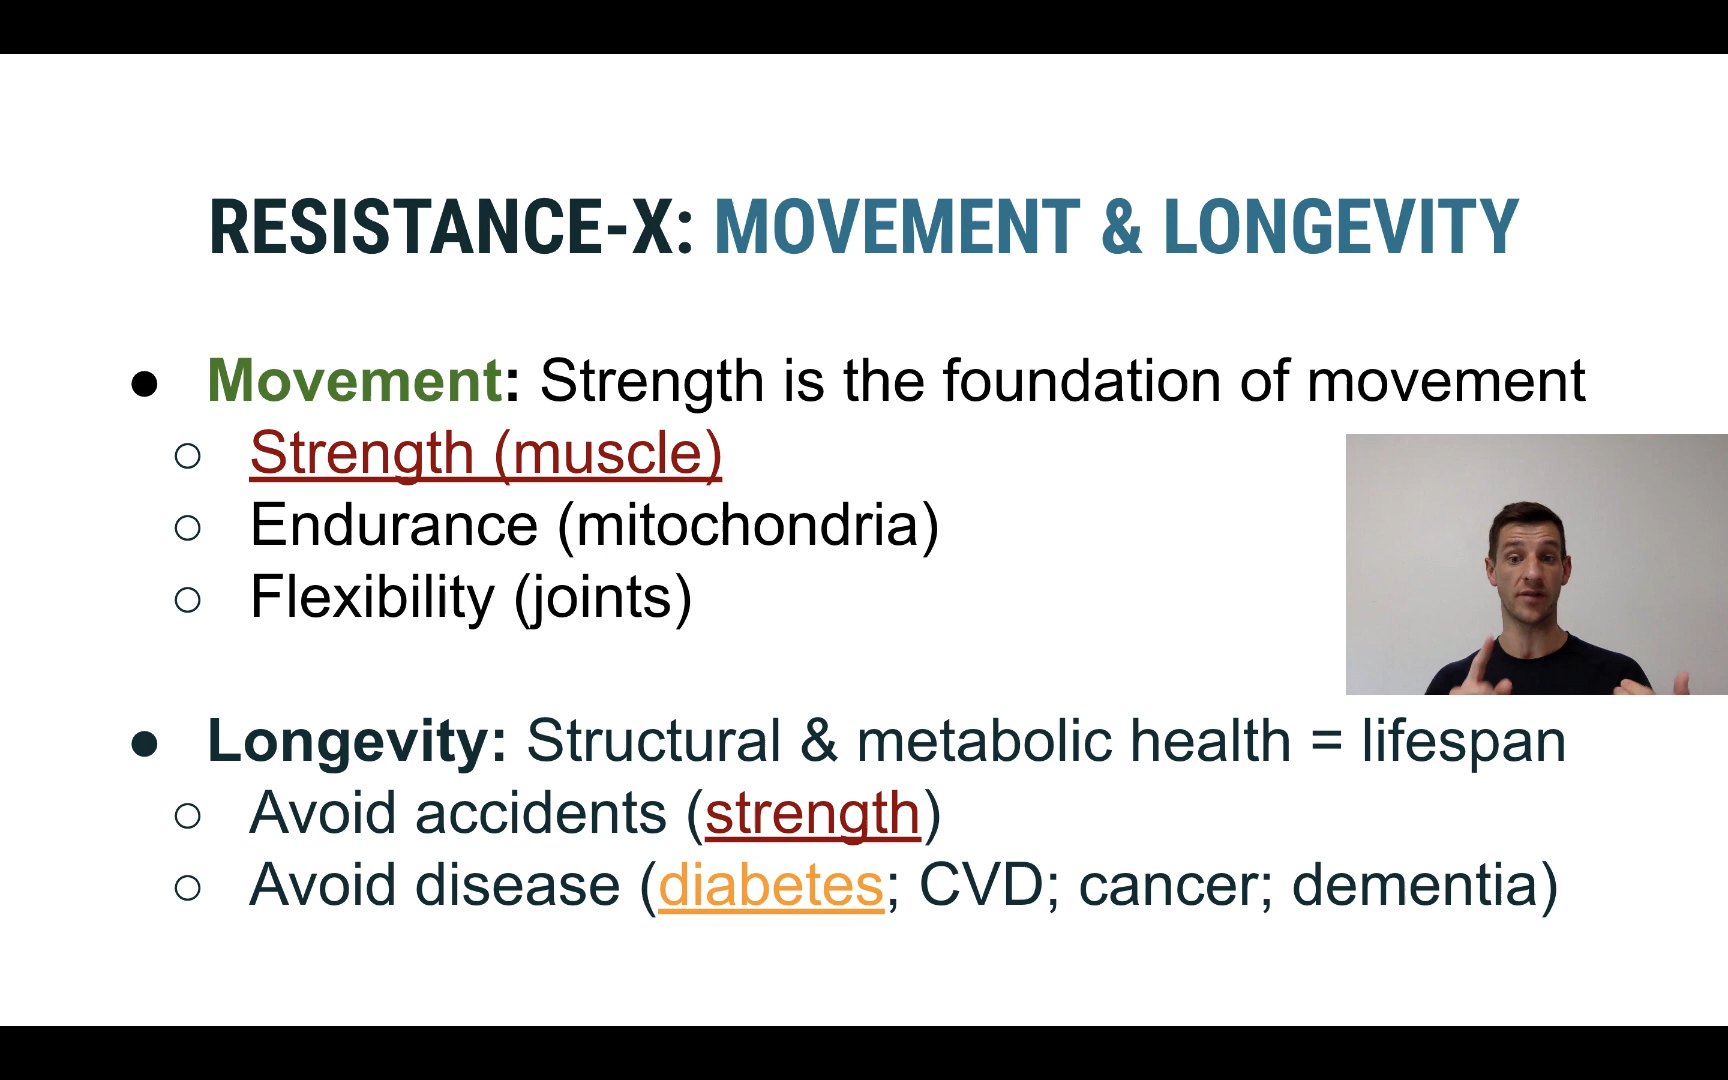 RESISTANCE-X: MOVEMENT & LONGEVITY
● Movement: Strength is the foundation of movement
○ Strength (muscle)
○ Endurance (mitochondria)
○ Flexibility (joints)
● Longevity: Structural & metabolic health = lifespan
○ Avoid accidents (strength)
○ Avoid disease (diabetes; CVD; cancer; dementia)